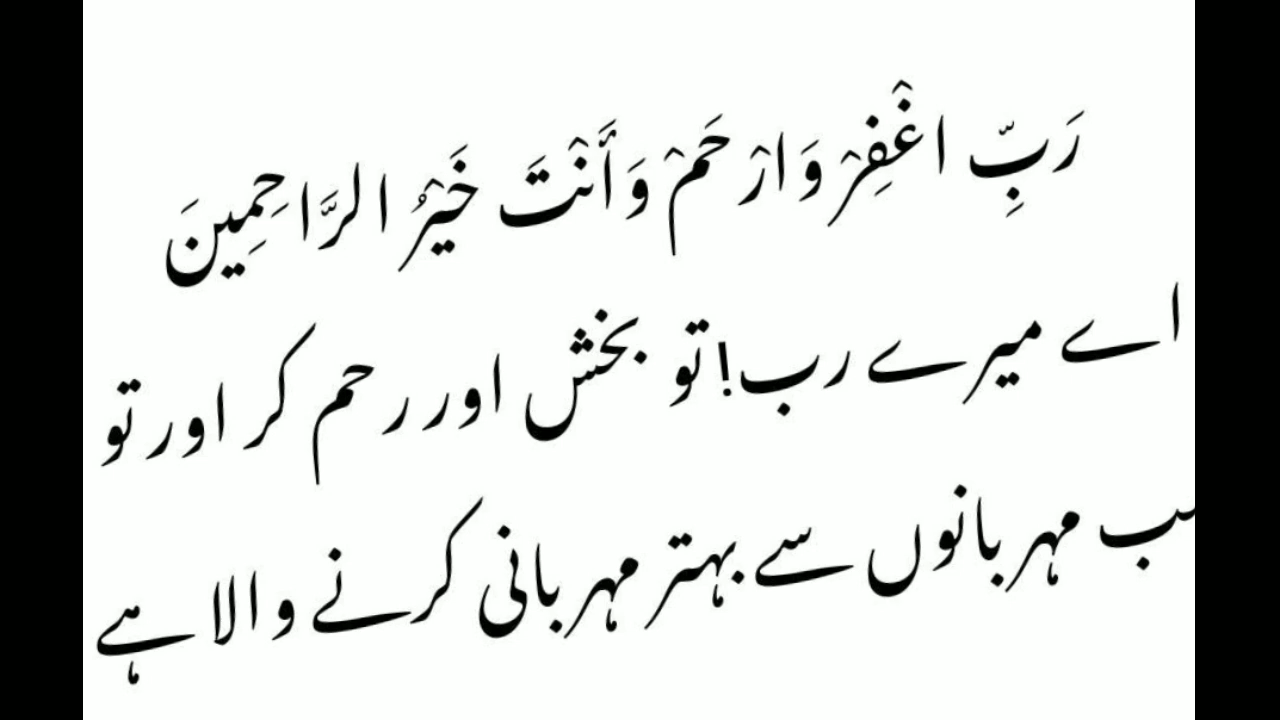 رَبِّ اغْفِرْ وَارْحَمْ وَأَنْتَ خَيْرُ الرَّاحِمِينَ
اے میرے رب! تو بخش اور رحم کر اور تو
مہربانوں سے بہتر مہربانی کرنے والا ہے